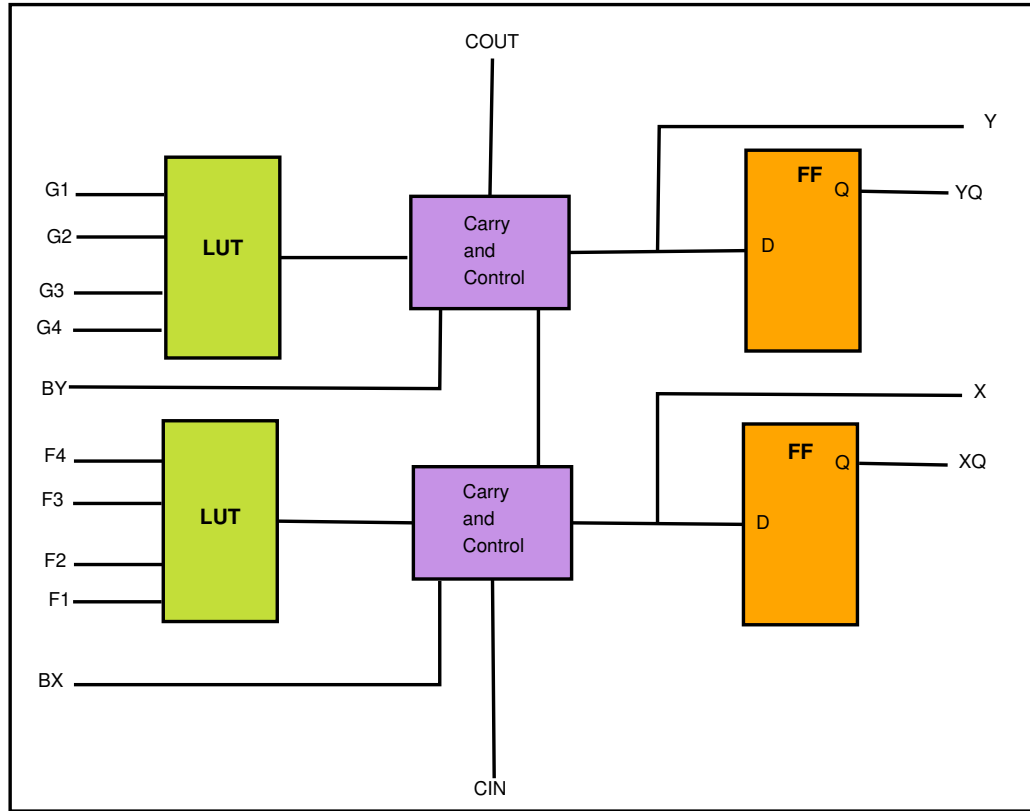 COUT
Y
G1
FF
Q
YQ
G2
LUT
Carry
and
Control
D
G3
G4
BY
X
F4
FF
Q
XQ
F3
LUT
Carry
and
Control
D
F2
F1
BX
CIN